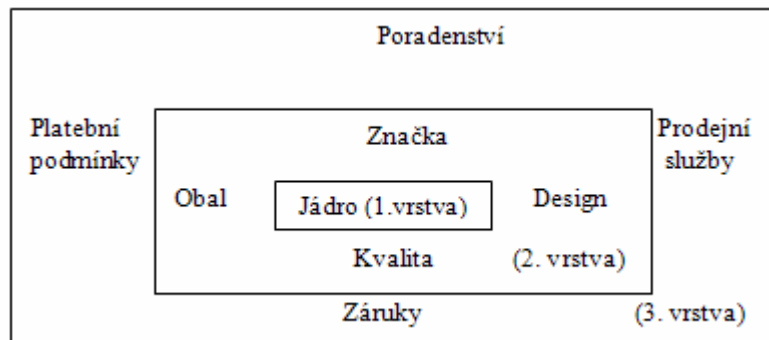 Poradenství
Platební
podmínky
Prodejní
služby
Značka
Obal
Jádro (1.vrstva)
Design
Kvalita
(2. vrstva)
Záruky
(3. vrstva)